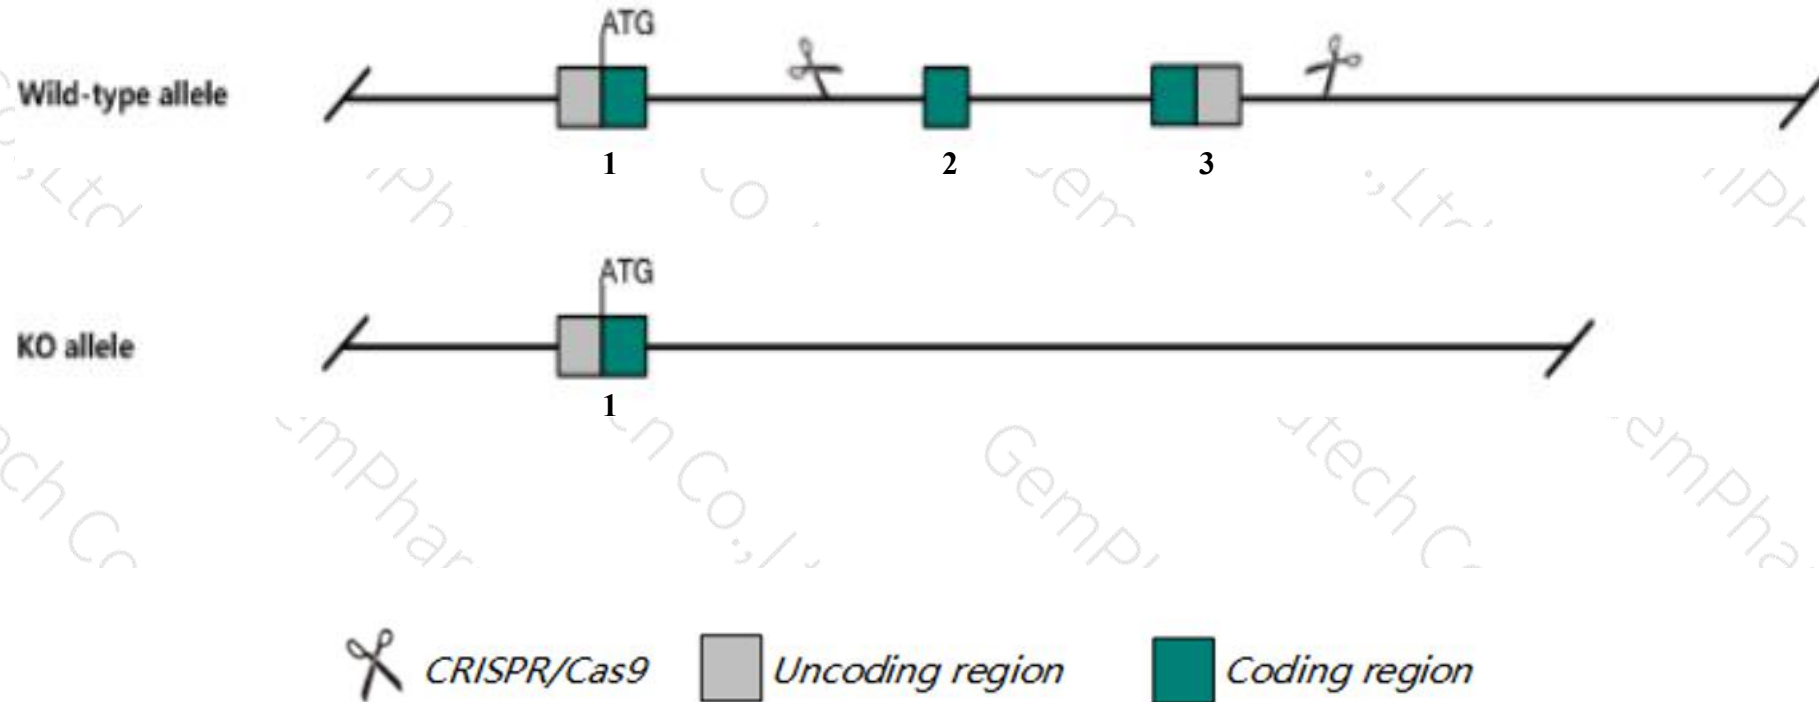 ATG
Wild-type allele
1 2 3
ATG
KO allele
1
CRISPR/Cas9 Uncoding region Coding region